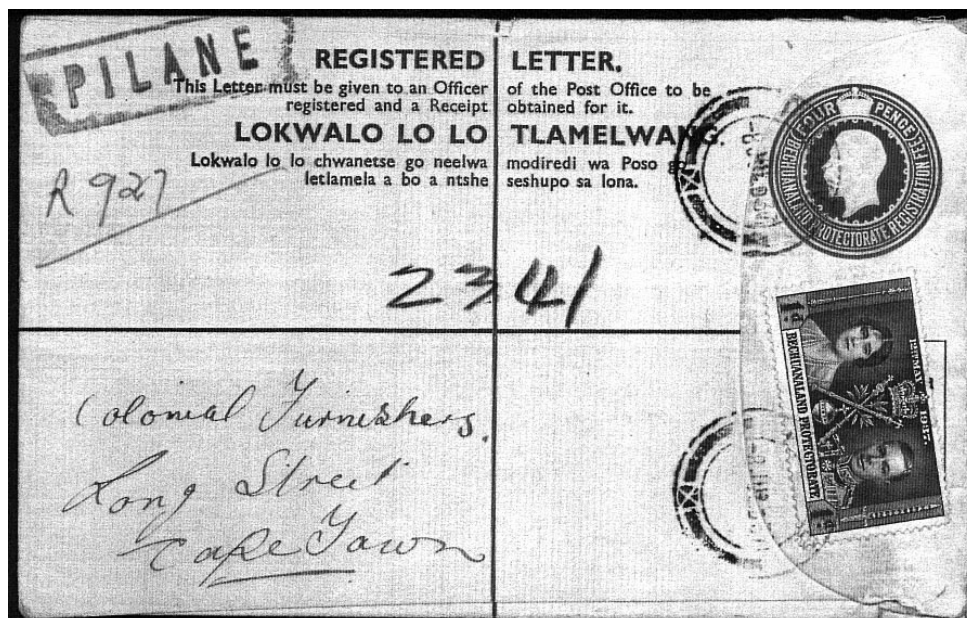 PILANE
REGISTERED LETTER.
This Letter must be given to an Officer of the Post Office to be
registered and a Receipt obtained for it.
LOKWALO LO LO TLAMELWANG.
Lokwalo lo lo chwanetse go neelwa modiredi wa Poso go
letlamela a bo a ntshe seshupo sa lona.
R 927
2341
BECHUANALAND PROTECTORATE REGISTRATION FEE FOUR PENCE
1d
12TH MAY 1937.
BECHUANALAND PROTECTORATE
1d
Colonial Furnishers.
Long Street
Cape Town